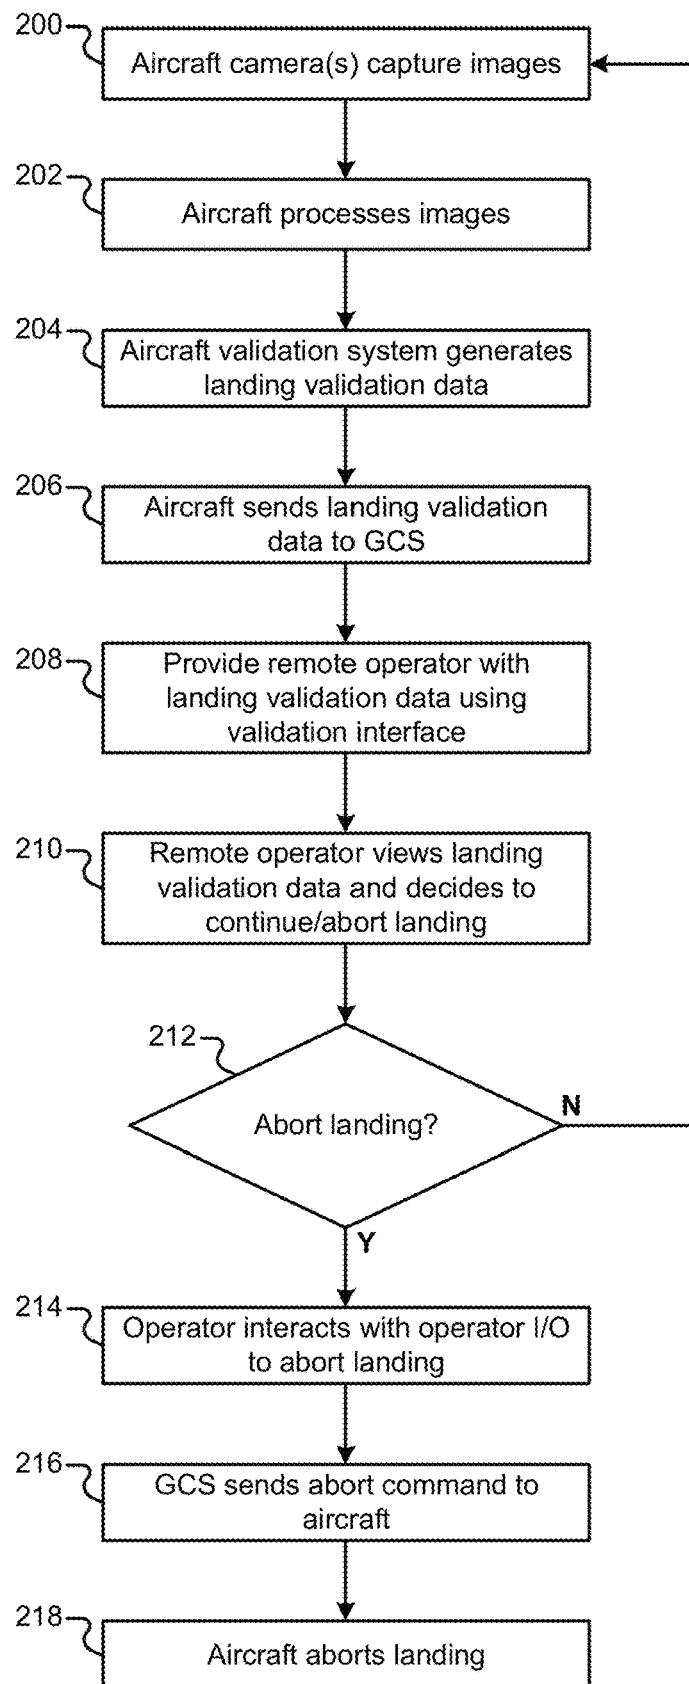 200
Aircraft camera(s) capture images
202
Aircraft processes images
204
Aircraft validation system generates
landing validation data
206
Aircraft sends landing validation
data to GCS
208
Provide remote operator with
landing validation data using
validation interface
210
Remote operator views landing
validation data and decides to
continue/abort landing
212
Abort landing?
N
Y
214
Operator interacts with operator I/O
to abort landing
216
GCS sends abort command to
aircraft
218
Aircraft aborts landing